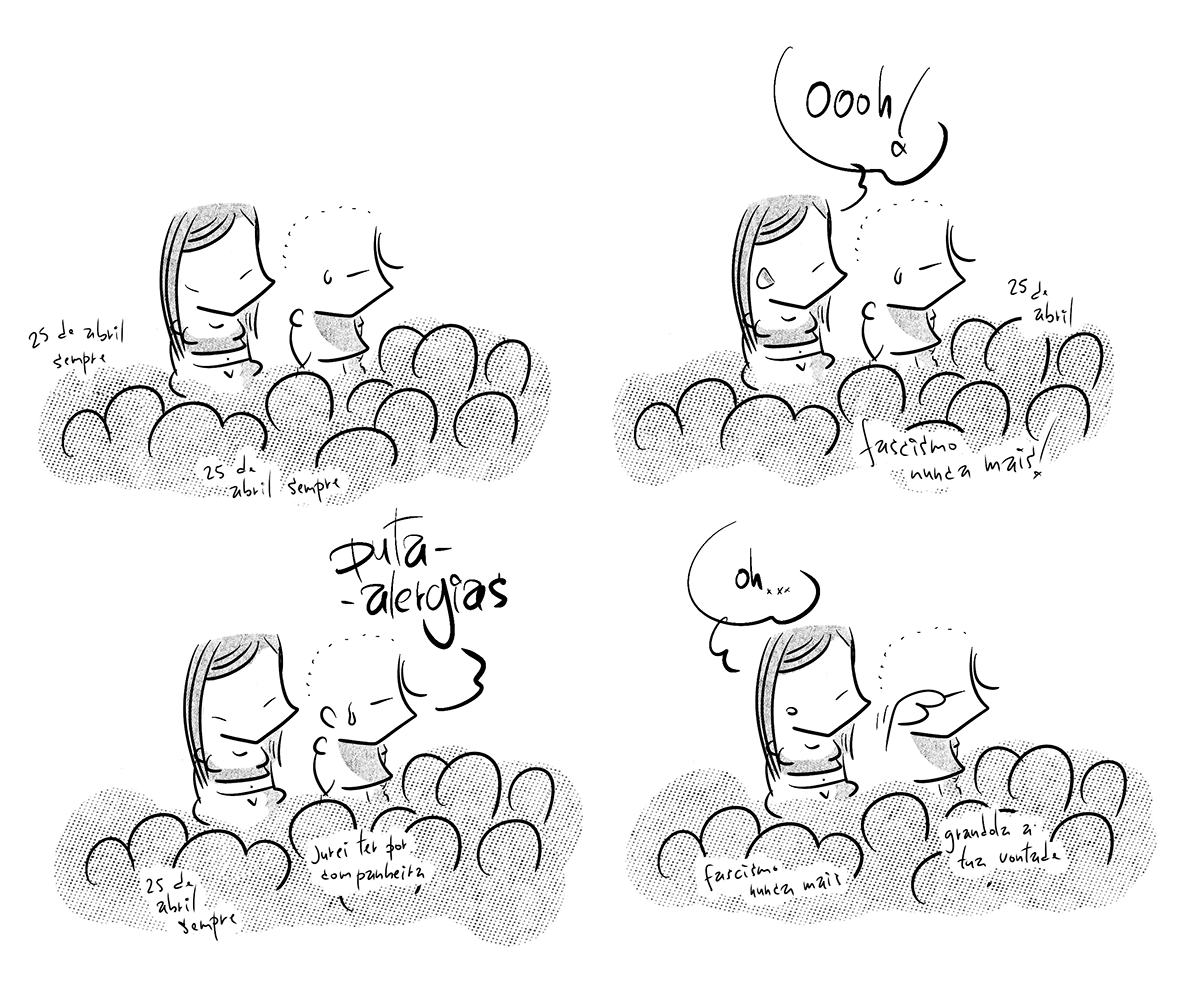 25 de abril
sempre
25 de
abril sempre
Oooh!
25 de
abril
fascismo
nunca mais!
puta-
-alergias
Jurei ter por
companheira
25 de
abril
sempre
oh...
grandola a
tua vontade
fascismo
nunca mais